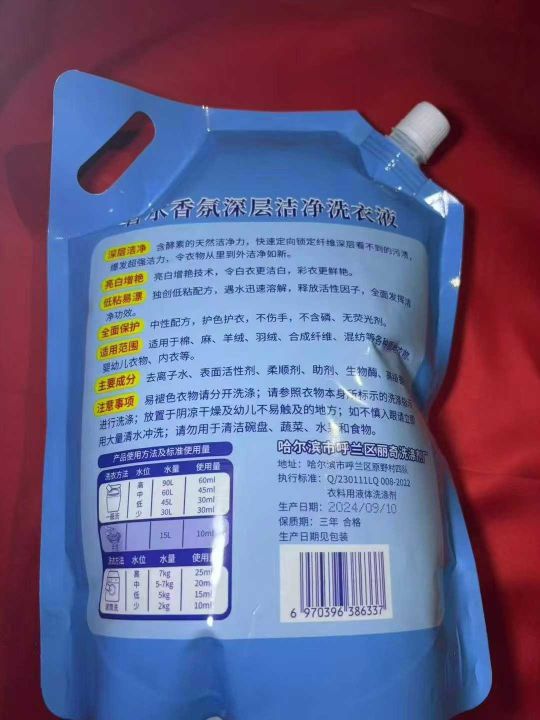 香氛深层洁净洗衣液
深层洁净 含酵素的天然洁净力，快速定向锁定纤维深层看不到的污渍，
爆发超强洁力、令衣物从里到外洁净如新。
亮白增艳 亮白增艳技术，令白衣更洁白，彩衣更鲜艳。
低粘易漂 独创低粘配方，遇水迅速溶解，释放活性因子，全面发挥洁
净功效。
全面保护 中性配方，护色护衣，不伤手，不含磷、无荧光剂。
适用范围 适用于棉、麻、羊绒、羽绒、合成纤维、混纺等各种
婴幼儿衣物、内衣等。
主要成分 去离子水、表面活性剂、柔顺剂、助剂、生物酶、
注意事项 易褪色衣物请分开洗涤；请参照衣物本身所标示的洗涤
进行洗涤；放置于阴凉干燥及幼儿不易触及的地方；如不慎入眼请立即
用大量清水冲洗；请勿用于清洁碗盘、蔬菜、水果和食物。
产品使用方法及标准使用量
洗衣方法 水位 水量 使用量
高 90L 60ml
中 60L 45ml
低 45L 30ml
少 30L 30ml
15L 10ml
洗衣方法 水位 水量 使用量
高 7kg 25ml
中 5-7kg 20ml
低 5kg 15ml
少 2kg 10ml
哈尔滨市呼兰区丽奇洗涤剂厂
地址：哈尔滨市呼兰区原野村四队
执行标准：Q/230111LQ 008-2022
衣料用液体洗涤剂
生产日期：2024/09/10
保质期：三年 合格
生产日期见包装
6 970396 386337